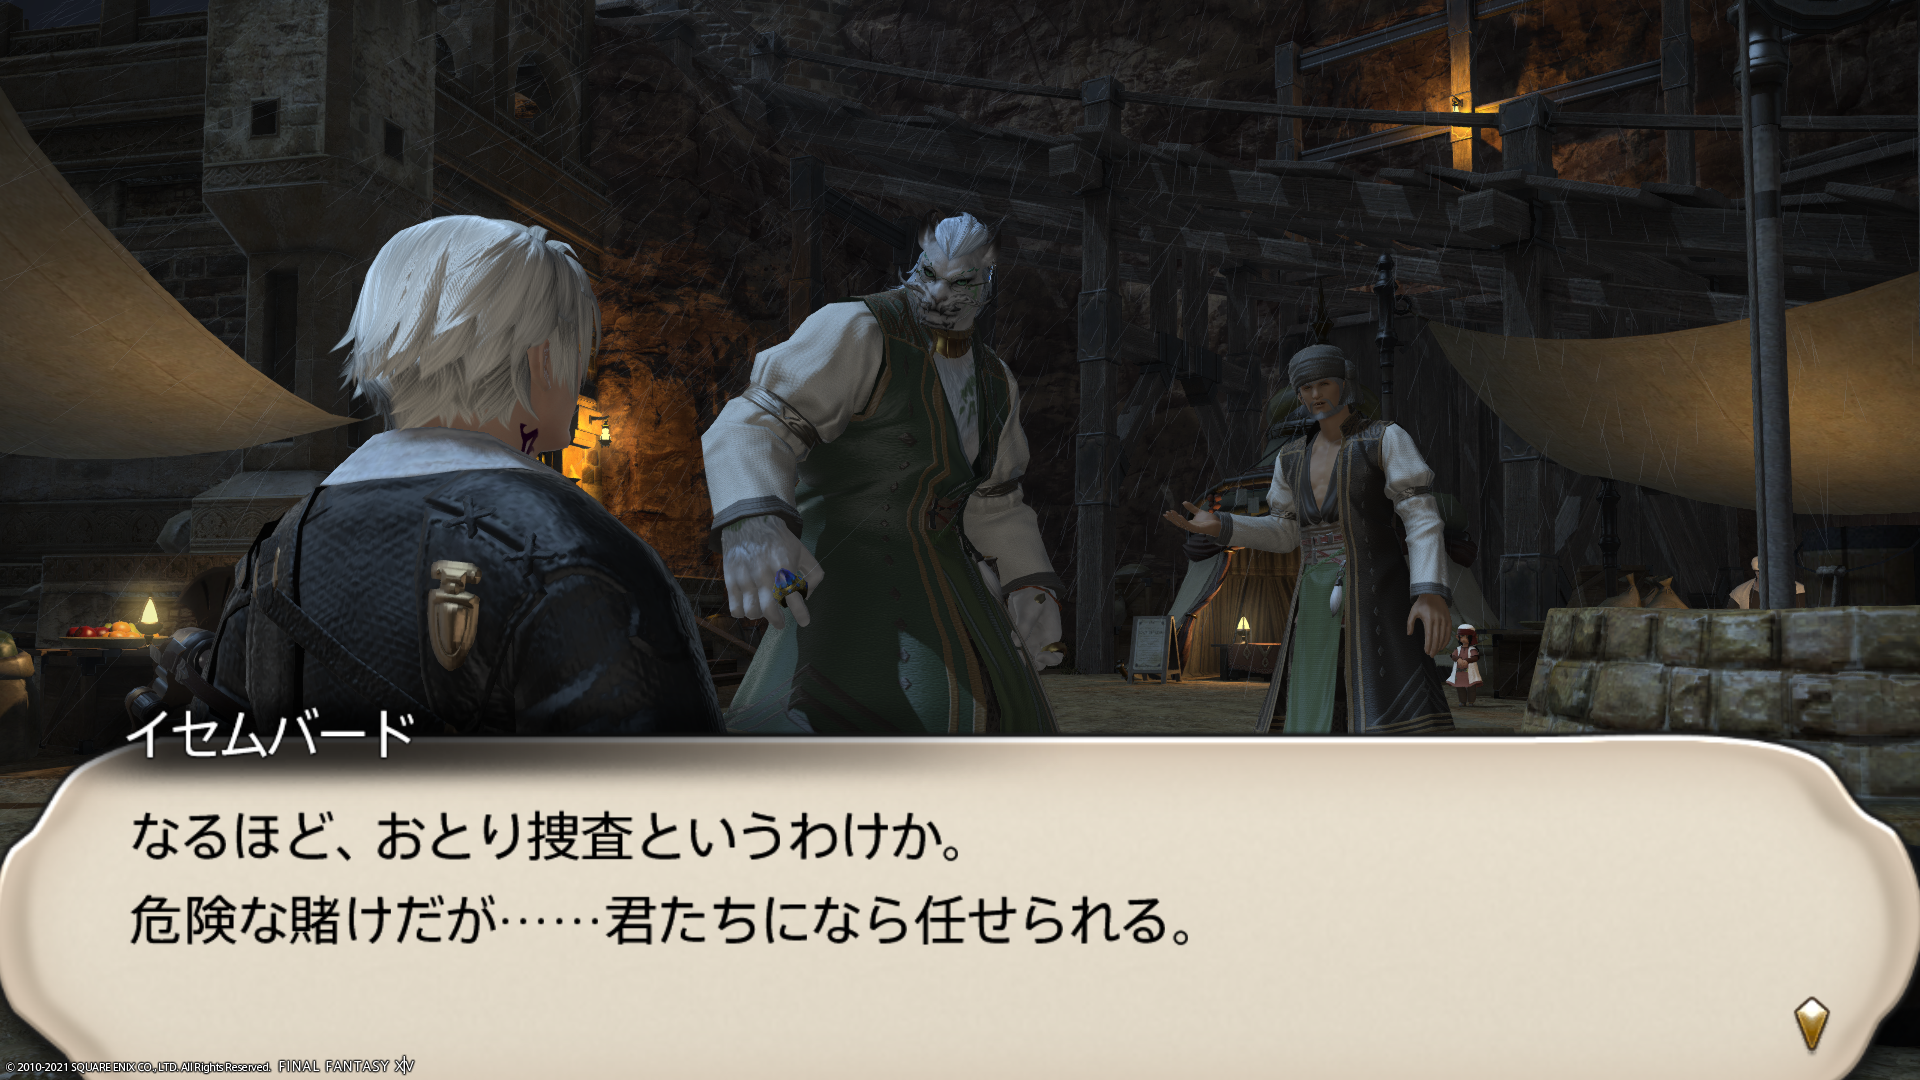 イセムバード
なるほど、おとり捜査というわけか。
危険な賭けだが……君たちになら任せられる。
© 2010-2021 SQUARE ENIX CO., LTD. All Rights Reserved. FINAL FANTASY XIV